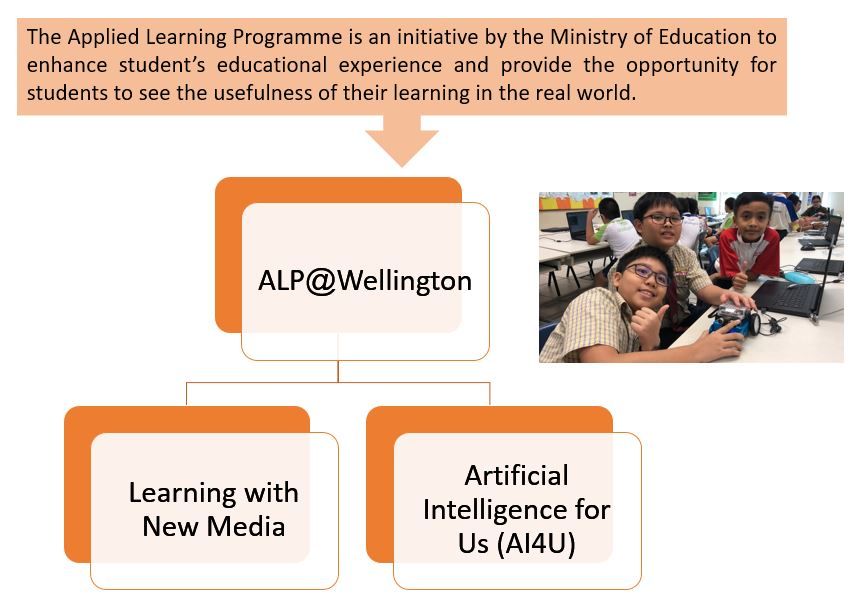 The Applied Learning Programme is an initiative by the Ministry of Education to
enhance student’s educational experience and provide the opportunity for
students to see the usefulness of their learning in the real world.
ALP@Wellington
Learning with
New Media
Artificial
Intelligence for
Us (AI4U)